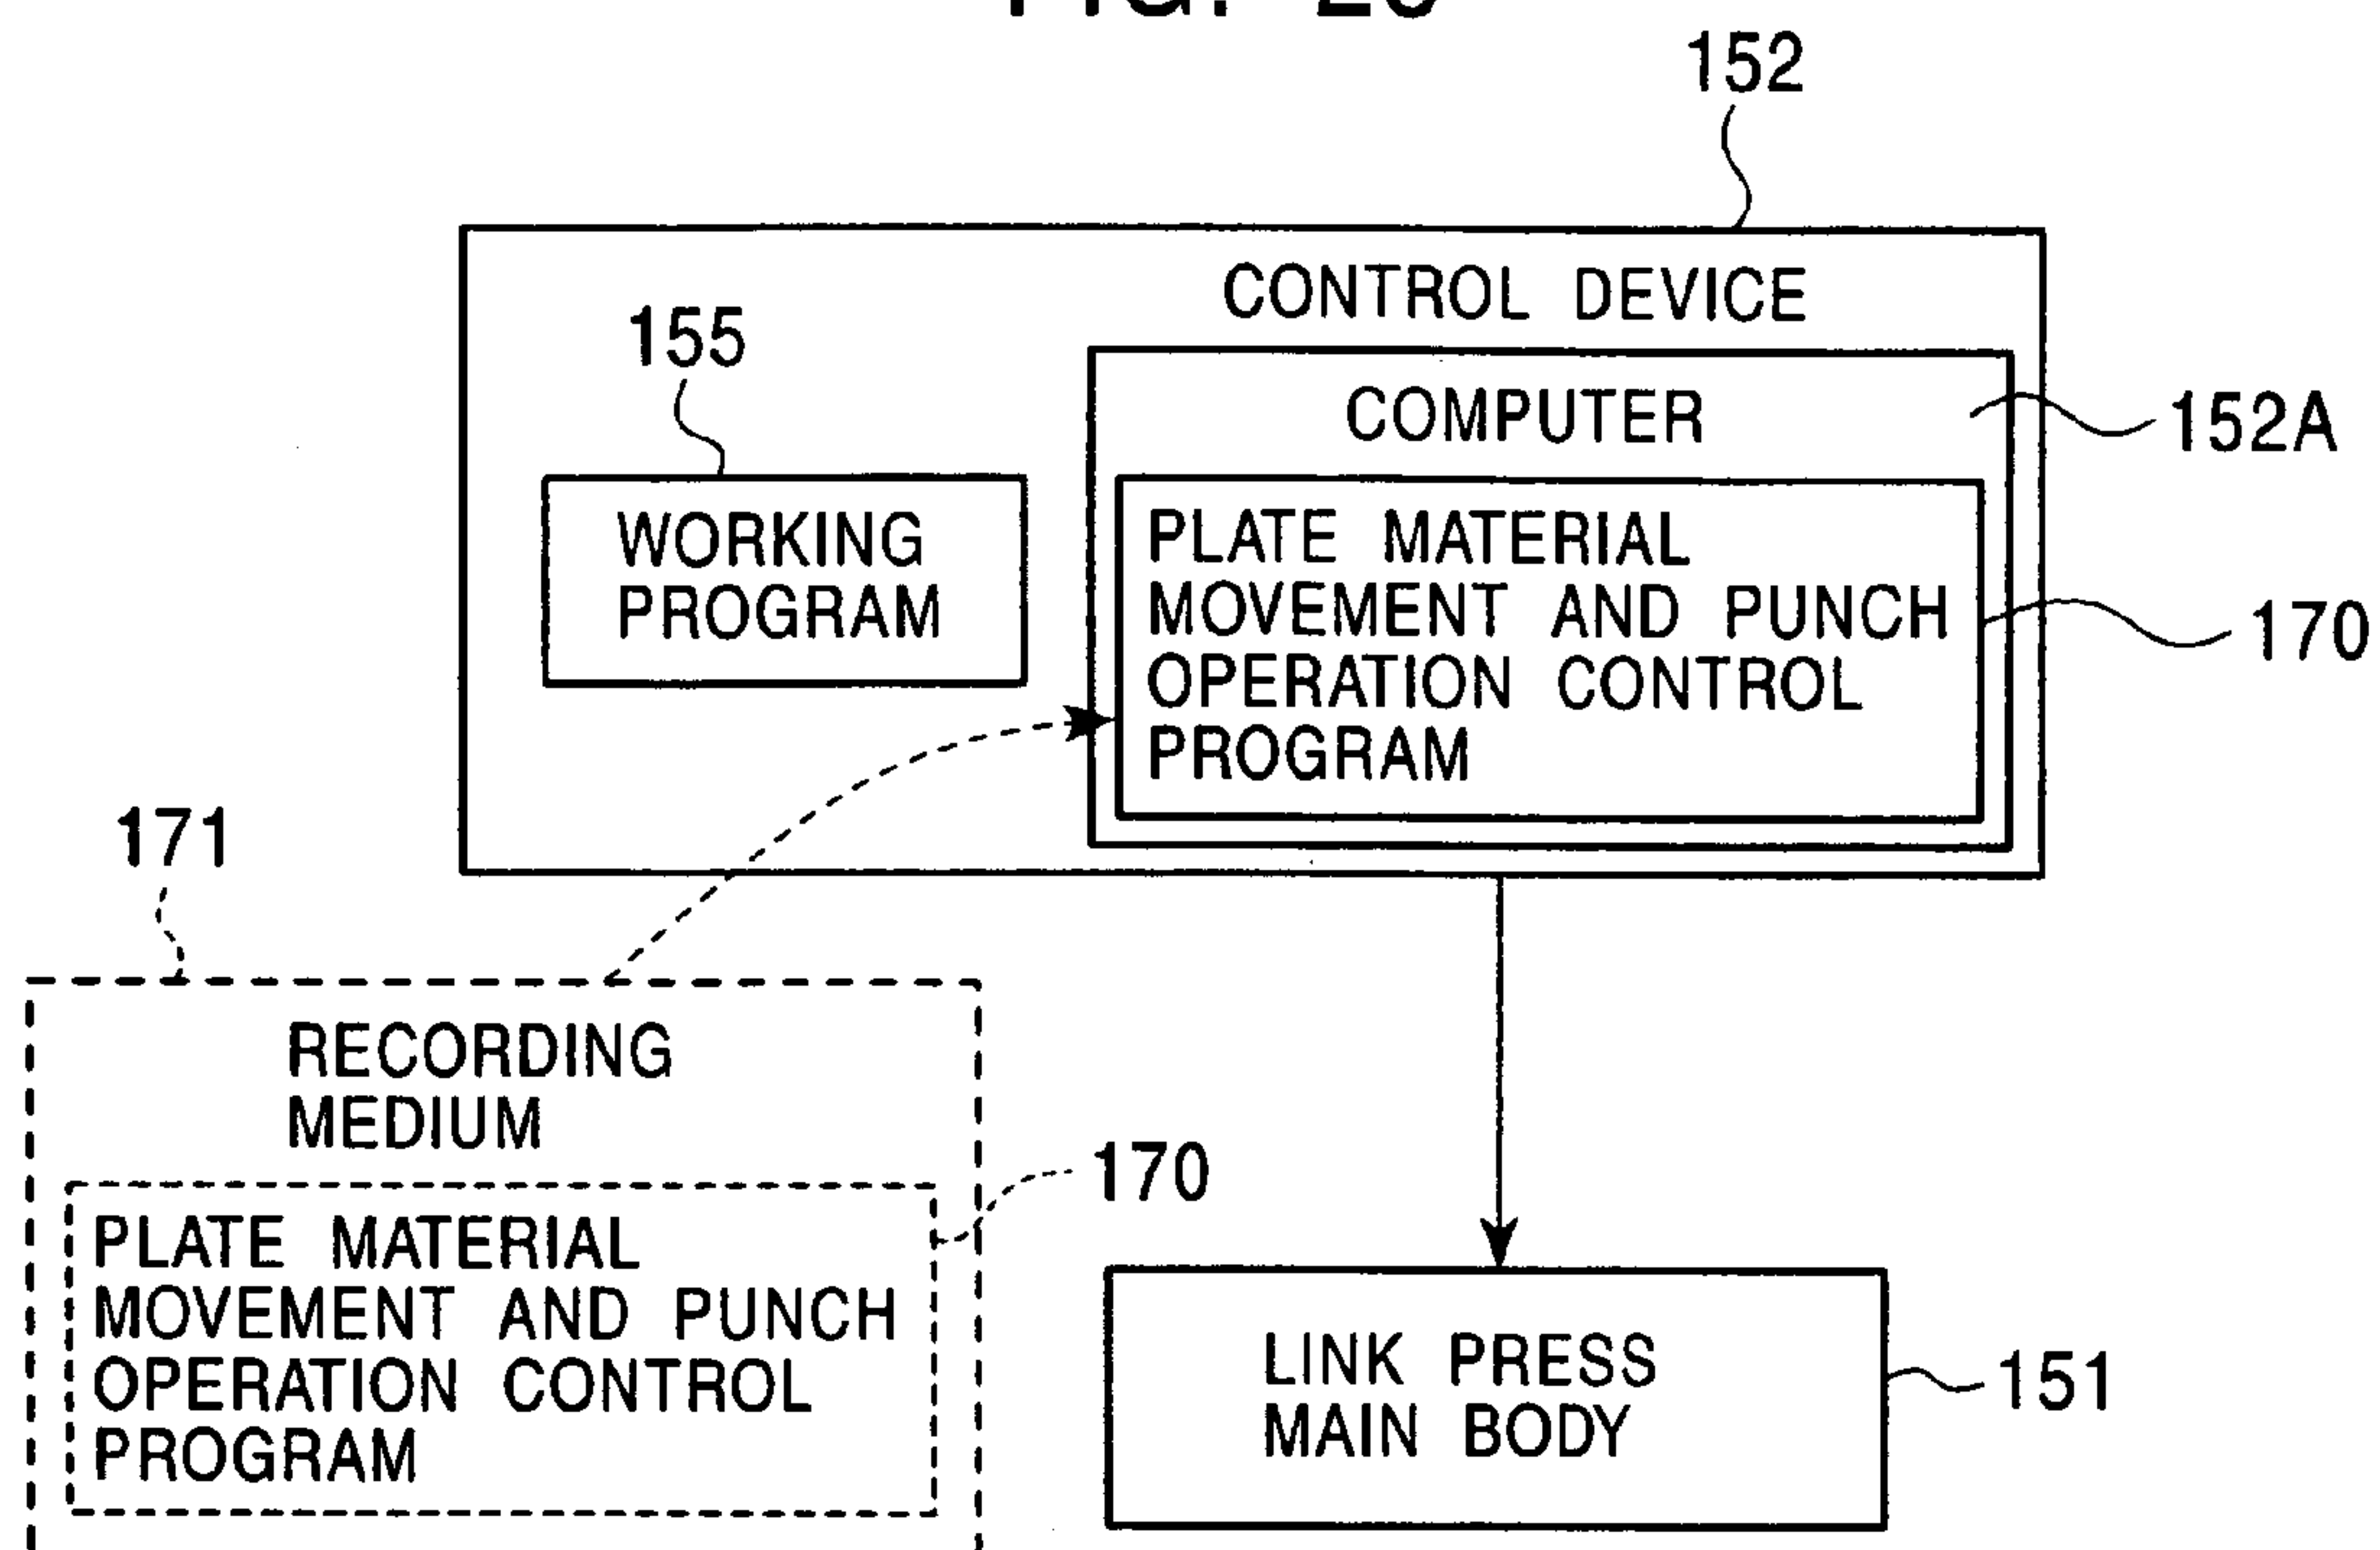 152
CONTROL DEVICE
155
COMPUTER
152A
WORKING
PROGRAM
PLATE MATERIAL
MOVEMENT AND PUNCH
OPERATION CONTROL
PROGRAM
170
171
RECORDING
MEDIUM
170
PLATE MATERIAL
MOVEMENT AND PUNCH
OPERATION CONTROL
PROGRAM
LINK PRESS
MAIN BODY
151